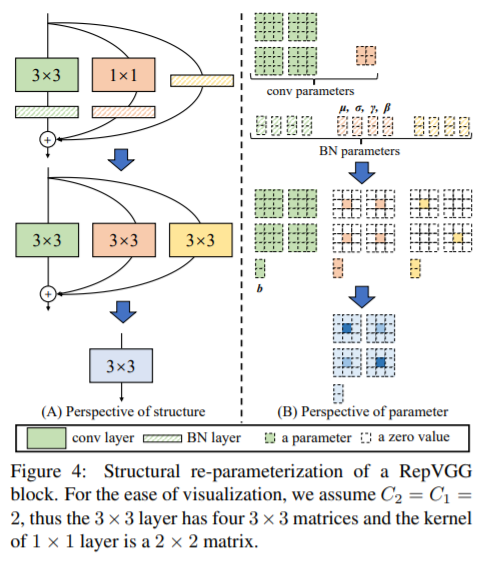 3×3
1×1
conv parameters
μ, σ, γ, β
BN parameters
+
3×3
3×3
3×3
b
+
3×3
(A) Perspective of structure
(B) Perspective of parameter
conv layer
BN layer
a parameter
a zero value
Figure 4: Structural re-parameterization of a RepVGG
block. For the ease of visualization, we assume C₂ = C₁ =
2, thus the 3 × 3 layer has four 3 × 3 matrices and the kernel
of 1 × 1 layer is a 2 × 2 matrix.